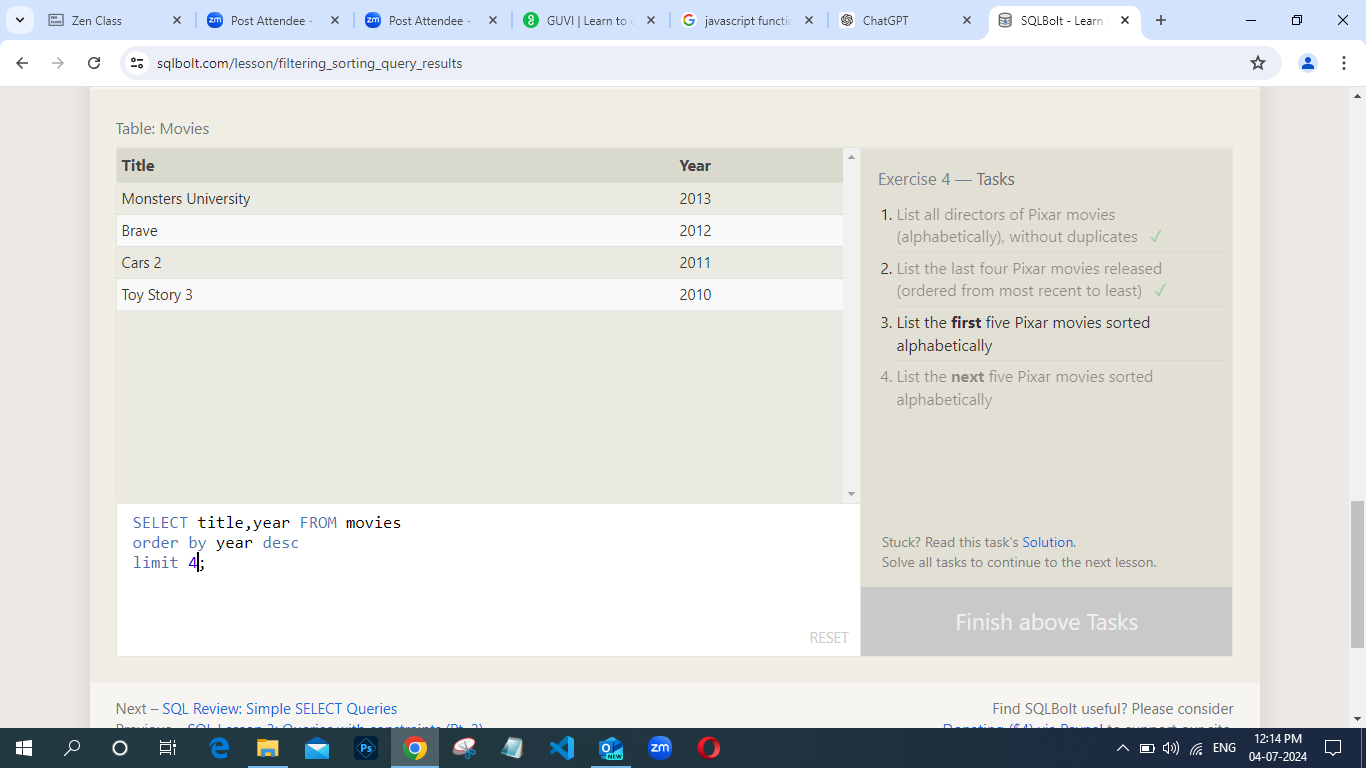 Zen Class
Post Attendee -
Post Attendee -
GUVI | Learn to c
javascript functio
ChatGPT
SQLBolt - Learn
sqlbolt.com/lesson/filtering_sorting_query_results
Table: Movies
Title Year
Monsters University 2013
Brave 2012
Cars 2 2011
Toy Story 3 2010
SELECT title,year FROM movies
order by year desc
limit 4;
RESET
Exercise 4 — Tasks
1. List all directors of Pixar movies
(alphabetically), without duplicates ✓
2. List the last four Pixar movies released
(ordered from most recent to least) ✓
3. List the first five Pixar movies sorted
alphabetically
4. List the next five Pixar movies sorted
alphabetically
Stuck? Read this task's Solution.
Solve all tasks to continue to the next lesson.
Finish above Tasks
Next – SQL Review: Simple SELECT Queries
Previous – SQL Lesson 3: Queries with constraints (Pt. 2)
Find SQLBolt useful? Please consider
Donating ($4) via Paypal to support our site.
ENG
12:14 PM
04-07-2024